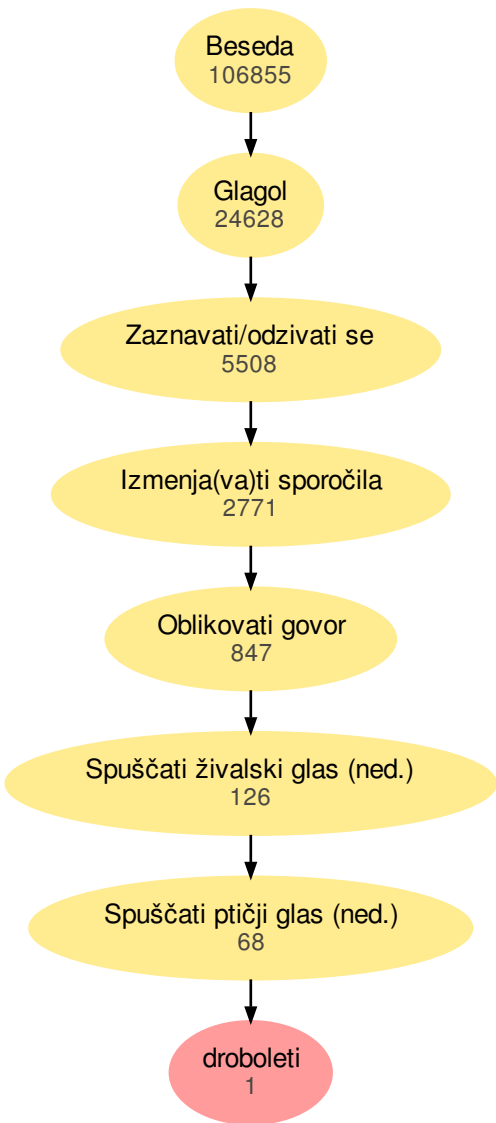 Beseda
106855
Glagol
24628
Zaznavati/odzivati se
5508
Izmenja(va)ti sporočila
2771
Oblikovati govor
847
Spuščati živalski glas (ned.)
126
Spuščati ptičji glas (ned.)
68
droboleti
1